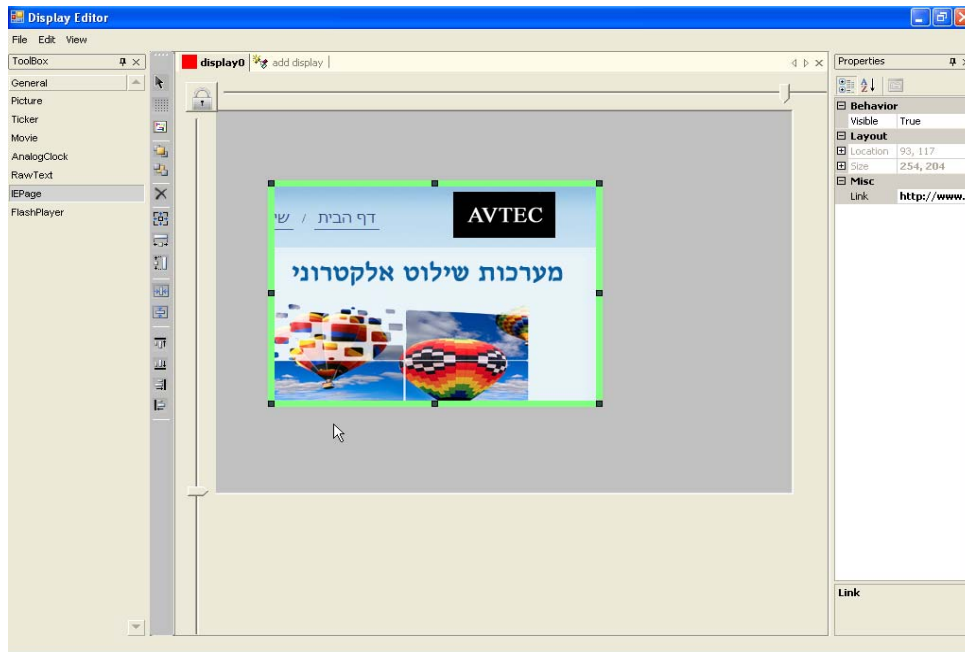 Display Editor
File Edit View
ToolBox
General
Picture
Ticker
Movie
AnalogClock
RawText
IEPage
FlashPlayer
display0 add display
AVTEC
דף הבית / שי
מערכות שילוט אלקטרוני
Properties
Behavior
Visible True
Layout
Location 93, 117
Size 254, 204
Misc
Link http://www.
Link